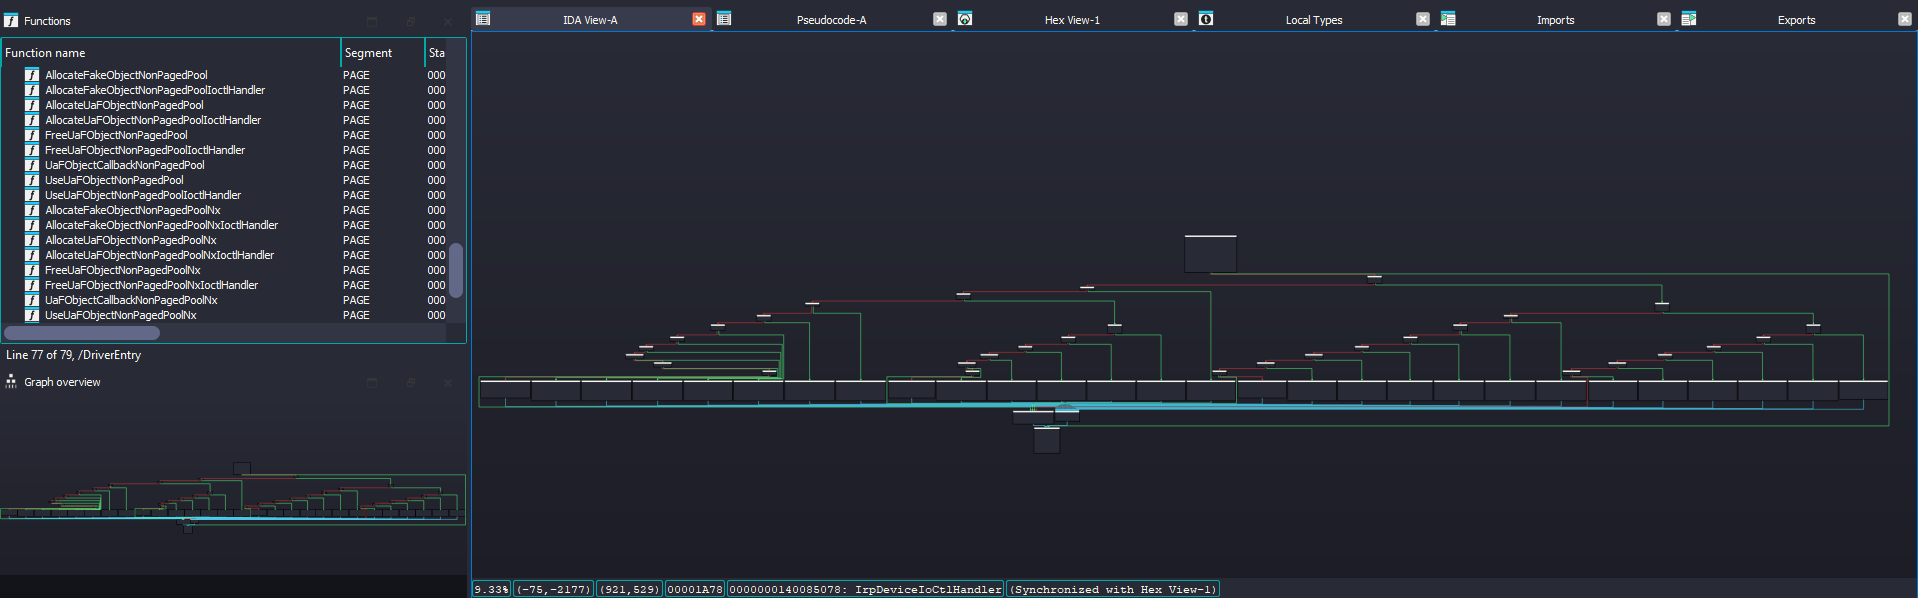 Functions
Function name Segment Sta
f AllocateFakeObjectNonPagedPool PAGE 000
f AllocateFakeObjectNonPagedPoolIoctlHandler PAGE 000
f AllocateUaFObjectNonPagedPool PAGE 000
f AllocateUaFObjectNonPagedPoolIoctlHandler PAGE 000
f FreeUaFObjectNonPagedPool PAGE 000
f FreeUaFObjectNonPagedPoolIoctlHandler PAGE 000
f UaFObjectCallbackNonPagedPool PAGE 000
f UseUaFObjectNonPagedPool PAGE 000
f UseUaFObjectNonPagedPoolIoctlHandler PAGE 000
f AllocateFakeObjectNonPagedPoolNx PAGE 000
f AllocateFakeObjectNonPagedPoolNxIoctlHandler PAGE 000
f AllocateUaFObjectNonPagedPoolNx PAGE 000
f AllocateUaFObjectNonPagedPoolNxIoctlHandler PAGE 000
f FreeUaFObjectNonPagedPoolNx PAGE 000
f FreeUaFObjectNonPagedPoolNxIoctlHandler PAGE 000
f UaFObjectCallbackNonPagedPoolNx PAGE 000
f UseUaFObjectNonPagedPoolNx PAGE 000
Line 77 of 79, /DriverEntry
Graph overview
IDA View-A Pseudocode-A Hex View-1 Local Types Imports Exports
9.33% (-75,-2177) (921,529) 00001A78 0000000140085078: IrpDeviceIoCtlHandler (Synchronized with Hex View-1)